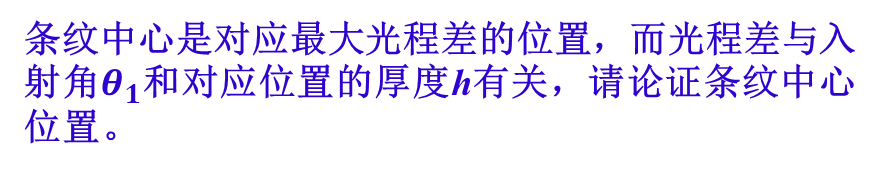 条纹中心是对应最大光程差的位置，而光程差与入
射角θ₁和对应位置的厚度h有关，请论证条纹中心
位置。